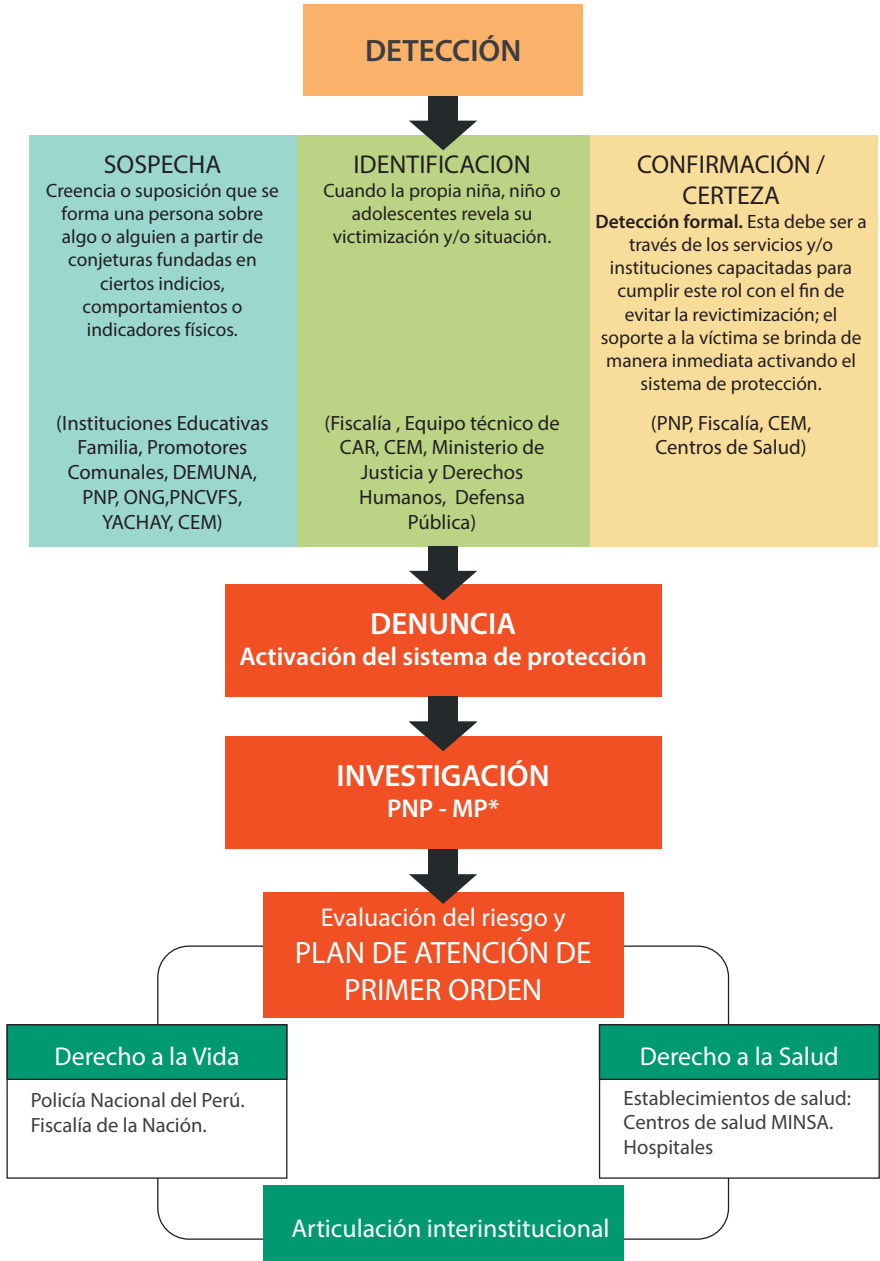 DETECCIÓN
SOSPECHA
Creencia o suposición que se
forma una persona sobre
algo o alguien a partir de
conjeturas fundadas en
ciertos indicios,
comportamientos o
indicadores físicos.
(Instituciones Educativas
Familia, Promotores
Comunales, DEMUNA,
PNP, ONG,PNCVFS,
YACHAY, CEM)
IDENTIFICACION
Cuando la propia niña, niño o
adolescentes revela su
victimización y/o situación.
(Fiscalía , Equipo técnico de
CAR, CEM, Ministerio de
Justicia y Derechos
Humanos, Defensa
Pública)
CONFIRMACIÓN /
CERTEZA
Detección formal. Esta debe ser a
través de los servicios y/o
instituciones capacitadas para
cumplir este rol con el fin de
evitar la revictimización; el
soporte a la víctima se brinda de
manera inmediata activando el
sistema de protección.
(PNP, Fiscalía, CEM,
Centros de Salud)
DENUNCIA
Activación del sistema de protección
INVESTIGACIÓN
PNP - MP*
Evaluación del riesgo y
PLAN DE ATENCIÓN DE
PRIMER ORDEN
Derecho a la Vida
Policía Nacional del Perú.
Fiscalía de la Nación.
Derecho a la Salud
Establecimientos de salud:
Centros de salud MINSA.
Hospitales
Articulación interinstitucional